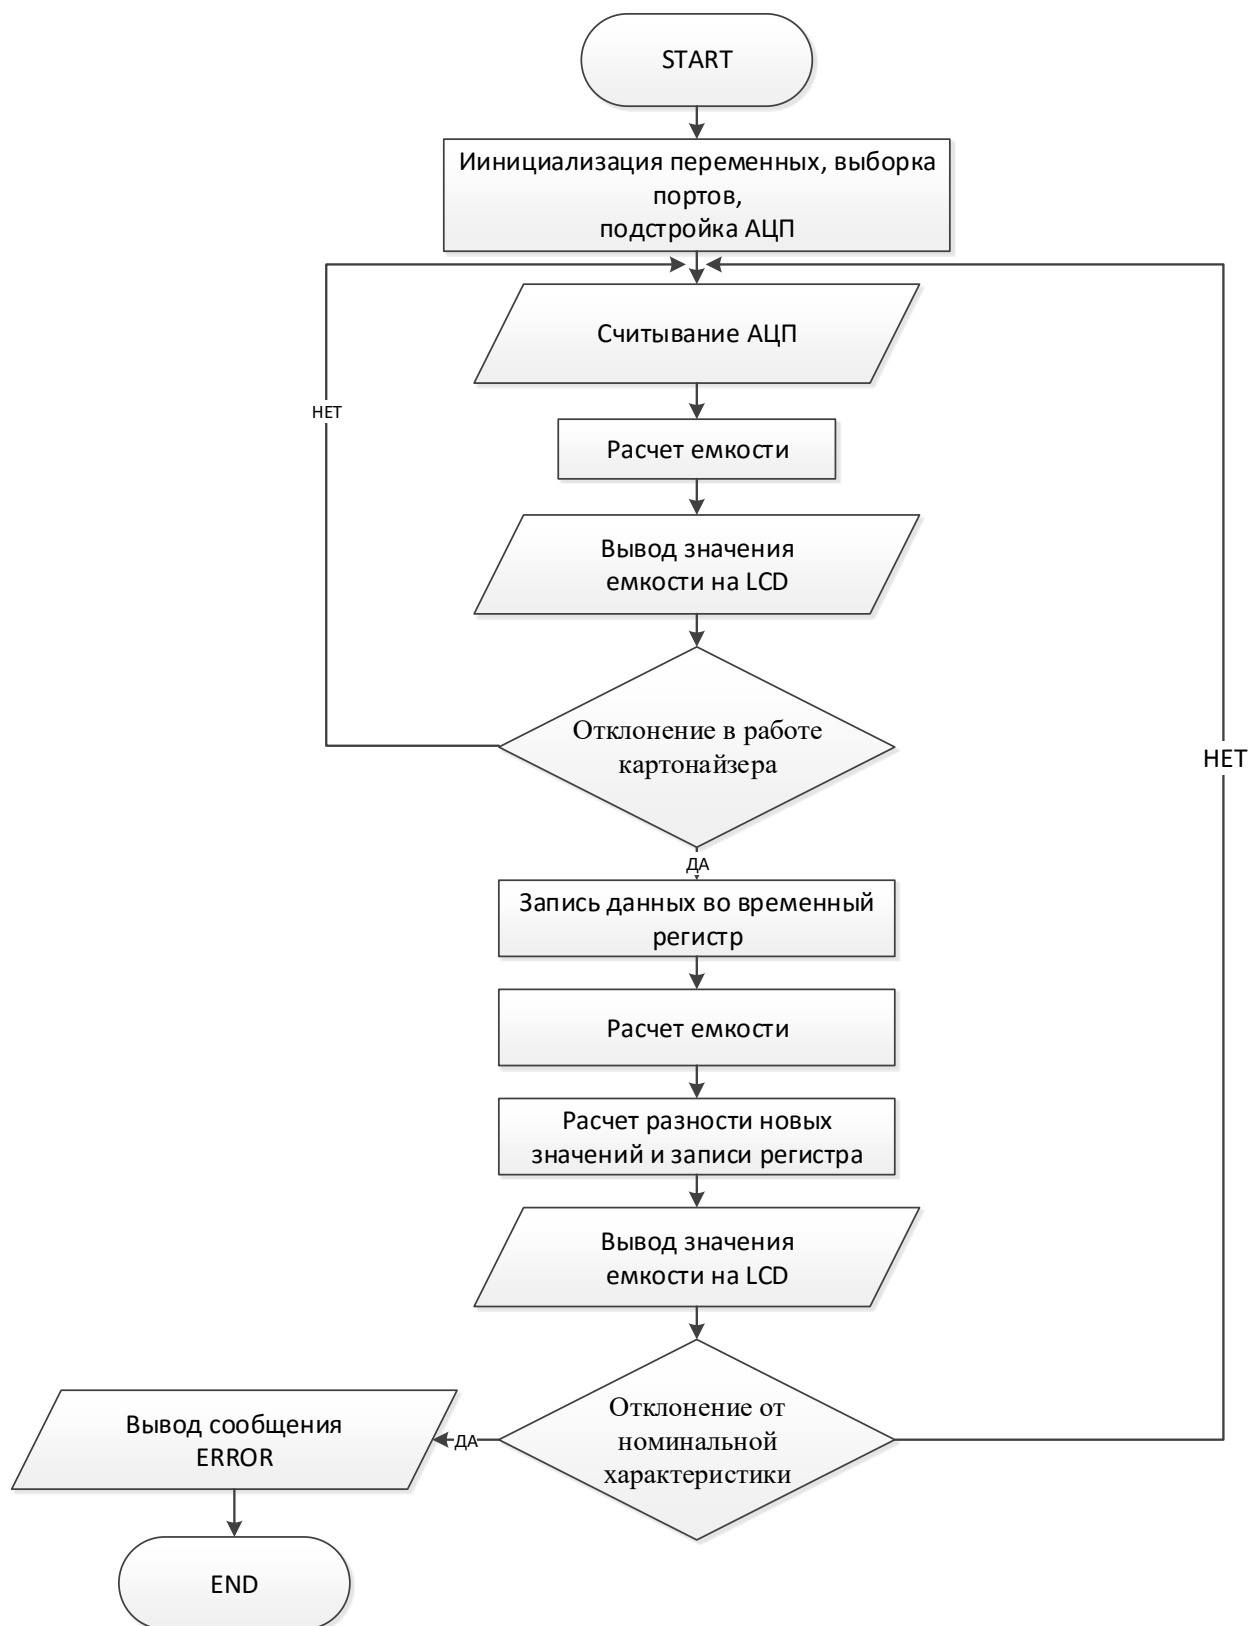 START
Иинициализация переменных, выборка
портов,
подстройка АЦП
Считывание АЦП
НЕТ
Расчет емкости
Вывод значения
емкости на LCD
Отклонение в работе
картонайзера
НЕТ
ДА
Запись данных во временный
регистр
Расчет емкости
Расчет разности новых
значений и записи регистра
Вывод значения
емкости на LCD
Отклонение от
номинальной
характеристики
ДА
Вывод сообщения
ERROR
END